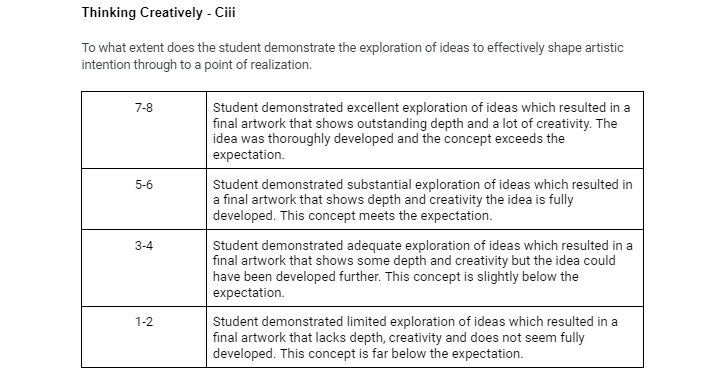 Thinking Creatively - Ciii
To what extent does the student demonstrate the exploration of ideas to effectively shape artistic
intention through to a point of realization.
7-8
Student demonstrated excellent exploration of ideas which resulted in a
final artwork that shows outstanding depth and a lot of creativity. The
idea was thoroughly developed and the concept exceeds the
expectation.
5-6
Student demonstrated substantial exploration of ideas which resulted in
a final artwork that shows depth and creativity the idea is fully
developed. This concept meets the expectation.
3-4
Student demonstrated adequate exploration of ideas which resulted in a
final artwork that shows some depth and creativity but the idea could
have been developed further. This concept is slightly below the
expectation.
1-2
Student demonstrated limited exploration of ideas which resulted in a
final artwork that lacks depth, creativity and does not seem fully
developed. This concept is far below the expectation.